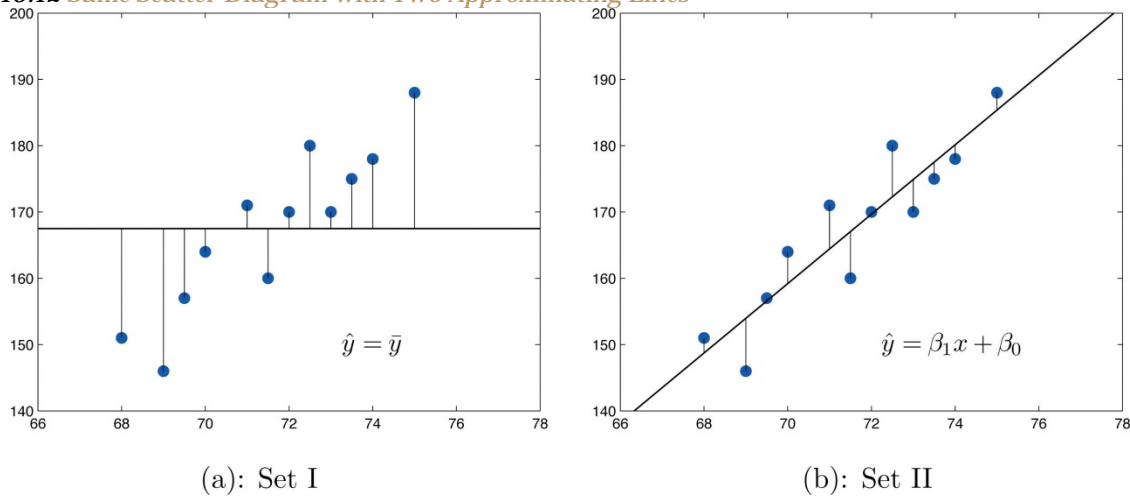 Same Scatter Diagram with Two Approximating Lines
200
190
180
170
160
150
140
66 68 70 72 74 76 78
ŷ = ȳ
(a): Set I
200
190
180
170
160
150
140
66 68 70 72 74 76 78
ŷ = β₁x + β₀
(b): Set II